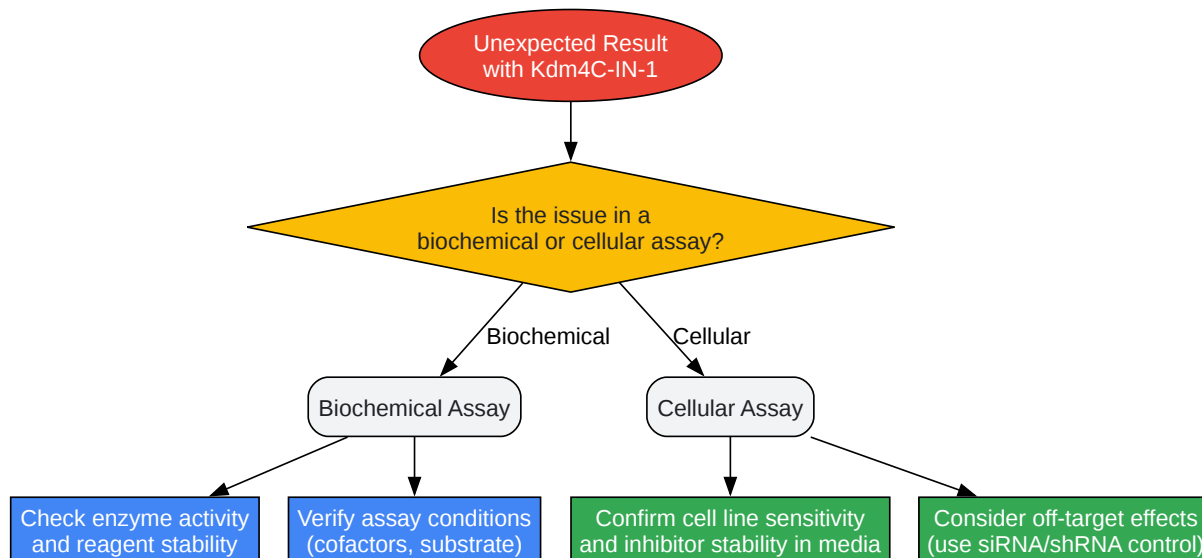 Unexpected Result
with Kdm4C-IN-1
Is the issue in a
biochemical or cellular assay?
Biochemical
Cellular
Biochemical Assay
Cellular Assay
Check enzyme activity
and reagent stability
Verify assay conditions
(cofactors, substrate)
Confirm cell line sensitivity
and inhibitor stability in media
Consider off-target effects
(use siRNA/shRNA control